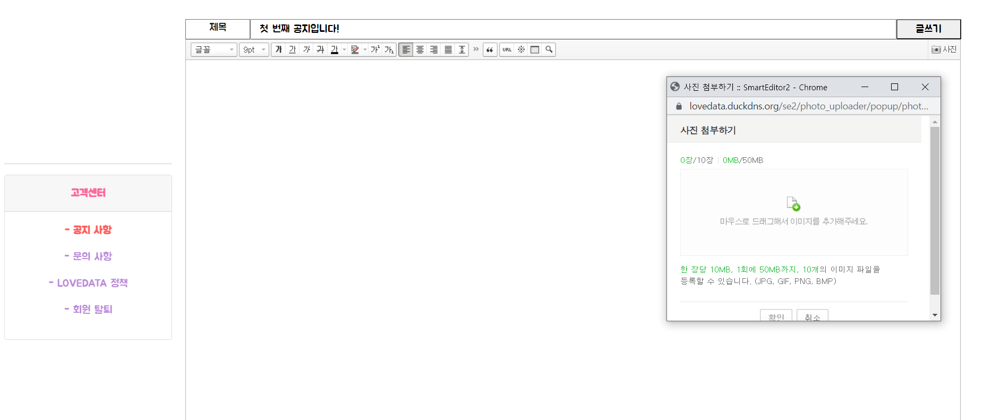 제목
첫 번째 공지입니다!
글쓰기
글꼴
9pt
가 가 가 가 가 가¹ 가₁
URL
※
사진
고객센터
- 공지 사항
- 문의 사항
- LOVEDATA 정책
- 회원 탈퇴
사진 첨부하기 :: SmartEditor2 - Chrome
lovedata.duckdns.org/se2/photo_uploader/popup/phot...
사진 첨부하기
0장/10장 | 0MB/50MB
마우스로 드래그해서 이미지를 추가해주세요.
한 장당 10MB, 1회에 50MB까지, 10개의 이미지 파일을
등록할 수 있습니다. (JPG, GIF, PNG, BMP)
확인
취소